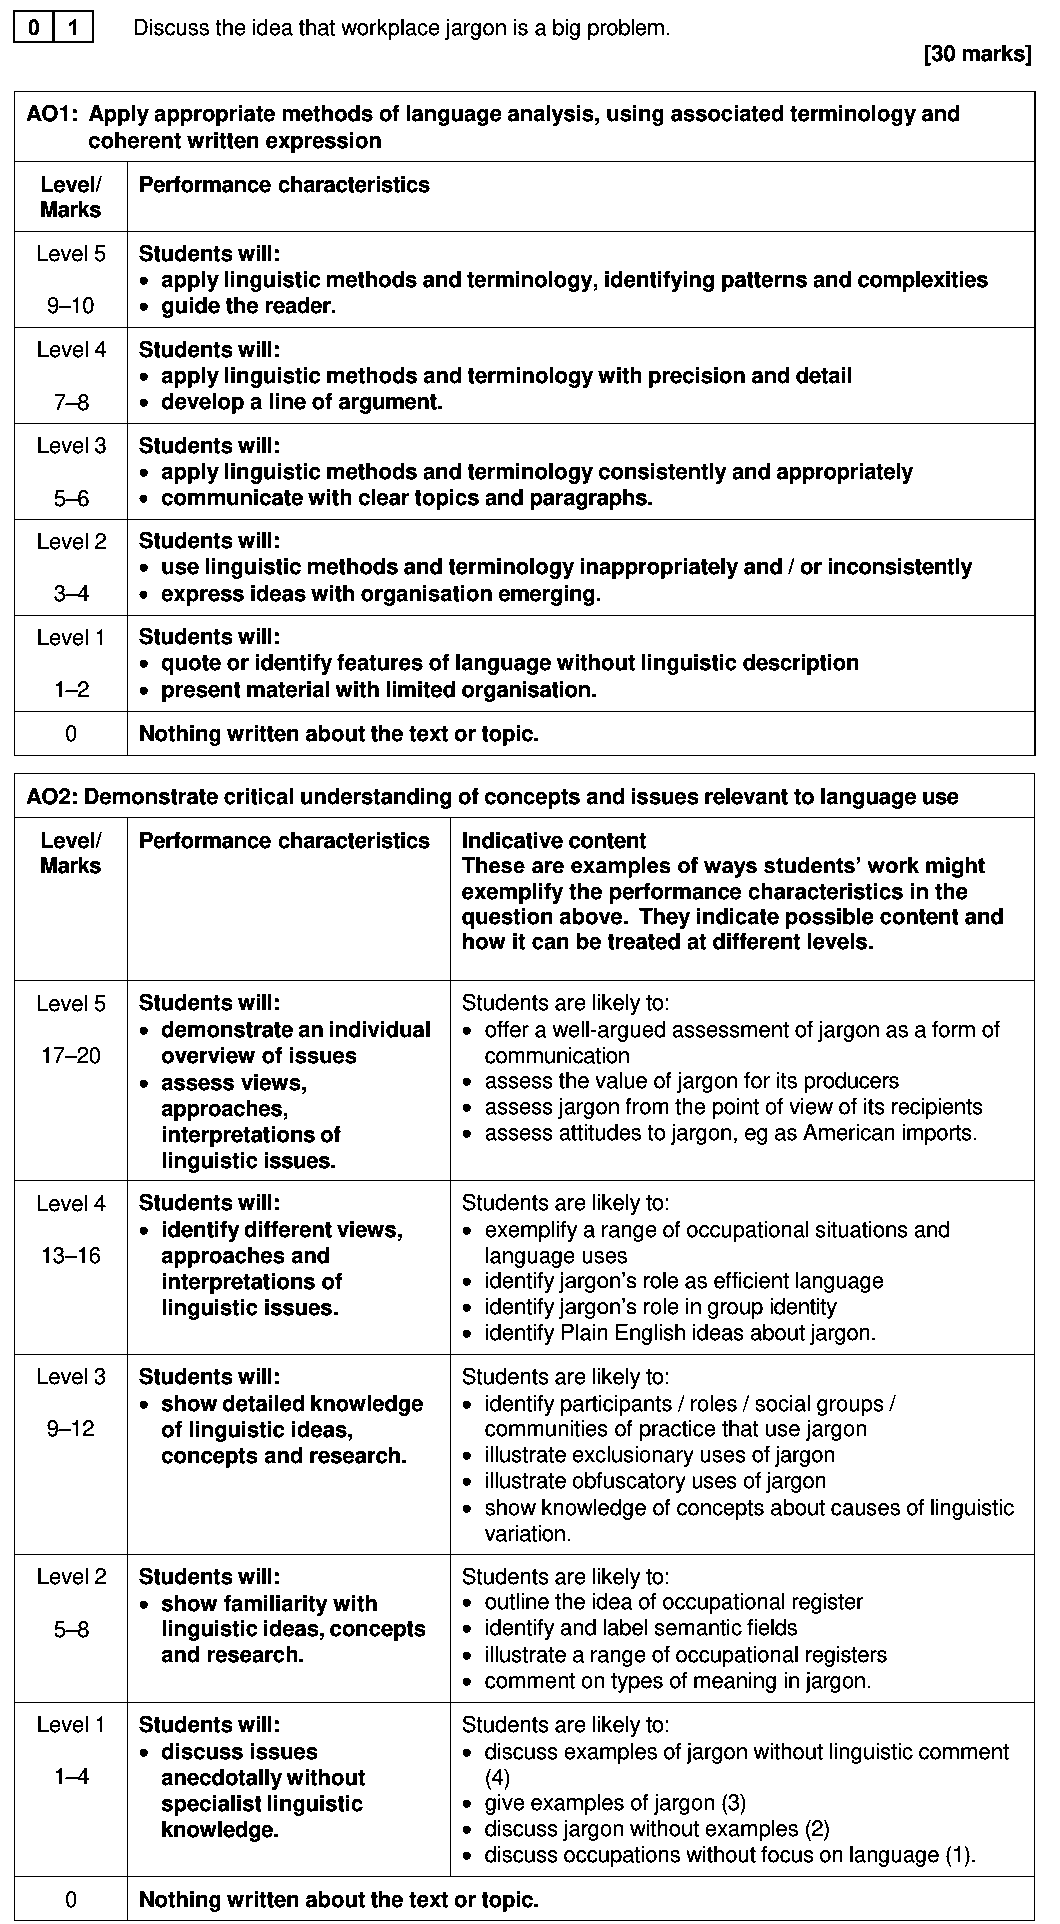 0 1 Discuss the idea that workplace jargon is a big problem.
[30 marks]
AO1: Apply appropriate methods of language analysis, using associated terminology and
coherent written expression
Level/
Marks
Performance characteristics
Level 5
9–10
Students will:
• apply linguistic methods and terminology, identifying patterns and complexities
• guide the reader.
Level 4
7–8
Students will:
• apply linguistic methods and terminology with precision and detail
• develop a line of argument.
Level 3
5–6
Students will:
• apply linguistic methods and terminology consistently and appropriately
• communicate with clear topics and paragraphs.
Level 2
3–4
Students will:
• use linguistic methods and terminology inappropriately and / or inconsistently
• express ideas with organisation emerging.
Level 1
1–2
Students will:
• quote or identify features of language without linguistic description
• present material with limited organisation.
0
Nothing written about the text or topic.
AO2: Demonstrate critical understanding of concepts and issues relevant to language use
Level/
Marks
Performance characteristics
Indicative content
These are examples of ways students' work might
exemplify the performance characteristics in the
question above. They indicate possible content and
how it can be treated at different levels.
Level 5
17–20
Students will:
• demonstrate an individual
overview of issues
• assess views,
approaches,
interpretations of
linguistic issues.
Students are likely to:
• offer a well-argued assessment of jargon as a form of
communication
• assess the value of jargon for its producers
• assess jargon from the point of view of its recipients
• assess attitudes to jargon, eg as American imports.
Level 4
13–16
Students will:
• identify different views,
approaches and
interpretations of
linguistic issues.
Students are likely to:
• exemplify a range of occupational situations and
language uses
• identify jargon's role as efficient language
• identify jargon's role in group identity
• identify Plain English ideas about jargon.
Level 3
9–12
Students will:
• show detailed knowledge
of linguistic ideas,
concepts and research.
Students are likely to:
• identify participants / roles / social groups /
communities of practice that use jargon
• illustrate exclusionary uses of jargon
• illustrate obfuscatory uses of jargon
• show knowledge of concepts about causes of linguistic
variation.
Level 2
5–8
Students will:
• show familiarity with
linguistic ideas, concepts
and research.
Students are likely to:
• outline the idea of occupational register
• identify and label semantic fields
• illustrate a range of occupational registers
• comment on types of meaning in jargon.
Level 1
1–4
Students will:
• discuss issues
anecdotally without
specialist linguistic
knowledge.
Students are likely to:
• discuss examples of jargon without linguistic comment
(4)
• give examples of jargon (3)
• discuss jargon without examples (2)
• discuss occupations without focus on language (1).
0
Nothing written about the text or topic.